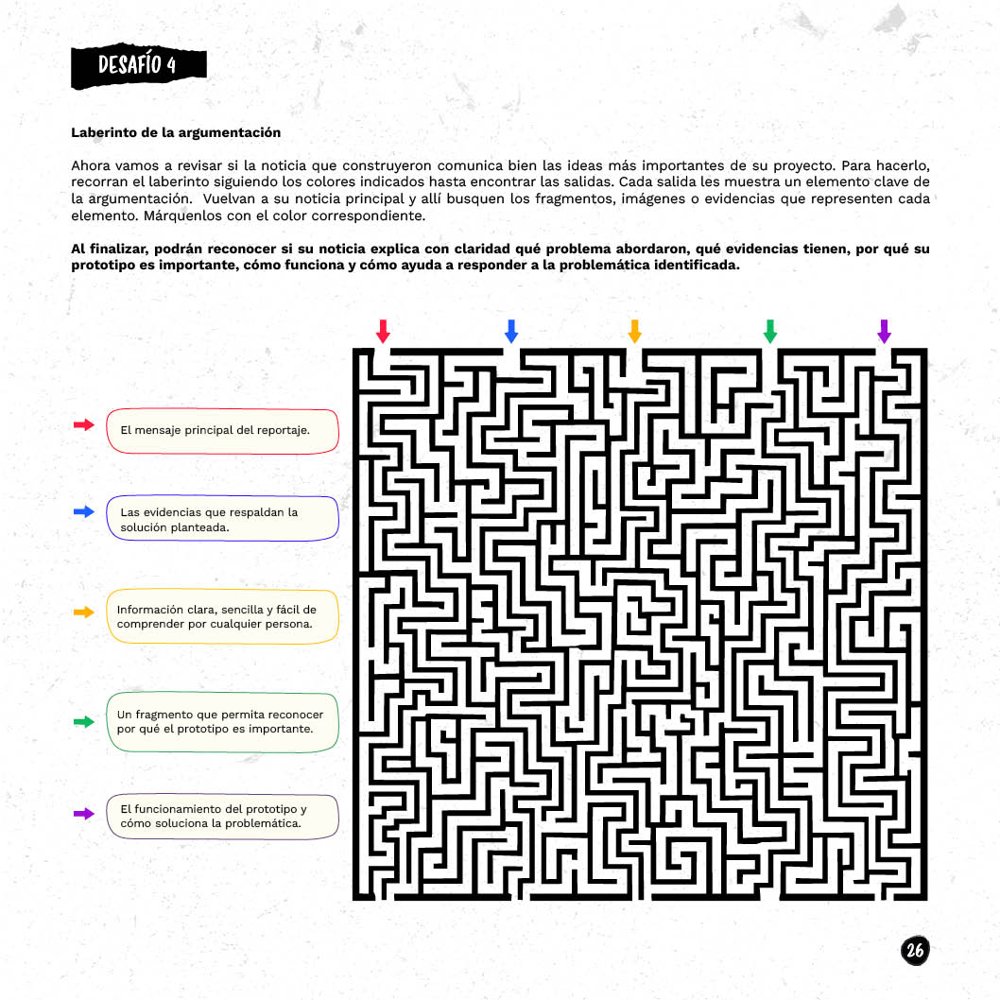 DESAFÍO 4
Laberinto de la argumentación
Ahora vamos a revisar si la noticia que construyeron comunica bien las ideas más importantes de su proyecto. Para hacerlo,
recorran el laberinto siguiendo los colores indicados hasta encontrar las salidas. Cada salida les muestra un elemento clave de
la argumentación. Vuelvan a su noticia principal y allí busquen los fragmentos, imágenes o evidencias que representen cada
elemento. Márquenlos con el color correspondiente.
Al finalizar, podrán reconocer si su noticia explica con claridad qué problema abordaron, qué evidencias tienen, por qué su
prototipo es importante, cómo funciona y cómo ayuda a responder a la problemática identificada.
El mensaje principal del reportaje.
Las evidencias que respaldan la
solución planteada.
Información clara, sencilla y fácil de
comprender por cualquier persona.
Un fragmento que permita reconocer
por qué el prototipo es importante.
El funcionamiento del prototipo y
cómo soluciona la problemática.
26